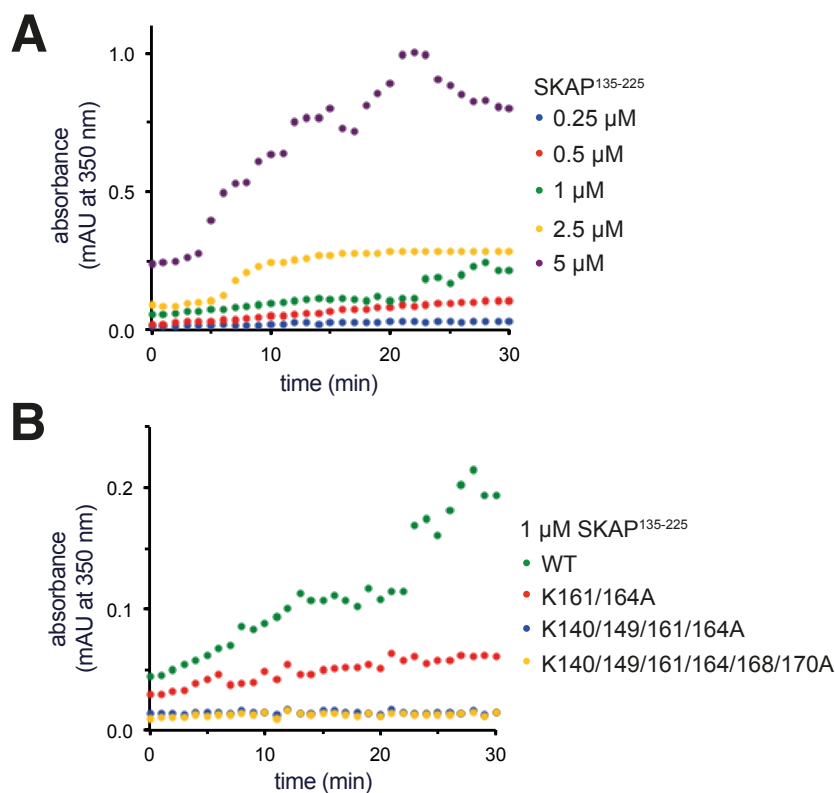 A
1.0
0.5
0.0
absorbance
(mAU at 350 nm)
0 10 20 30
time (min)
SKAP¹³⁵⁻²²⁵
0.25 µM
0.5 µM
1 µM
2.5 µM
5 µM
B
0.2
0.1
0.0
absorbance
(mAU at 350 nm)
0 10 20 30
time (min)
1 µM SKAP¹³⁵⁻²²⁵
WT
K161/164A
K140/149/161/164A
K140/149/161/164/168/170A